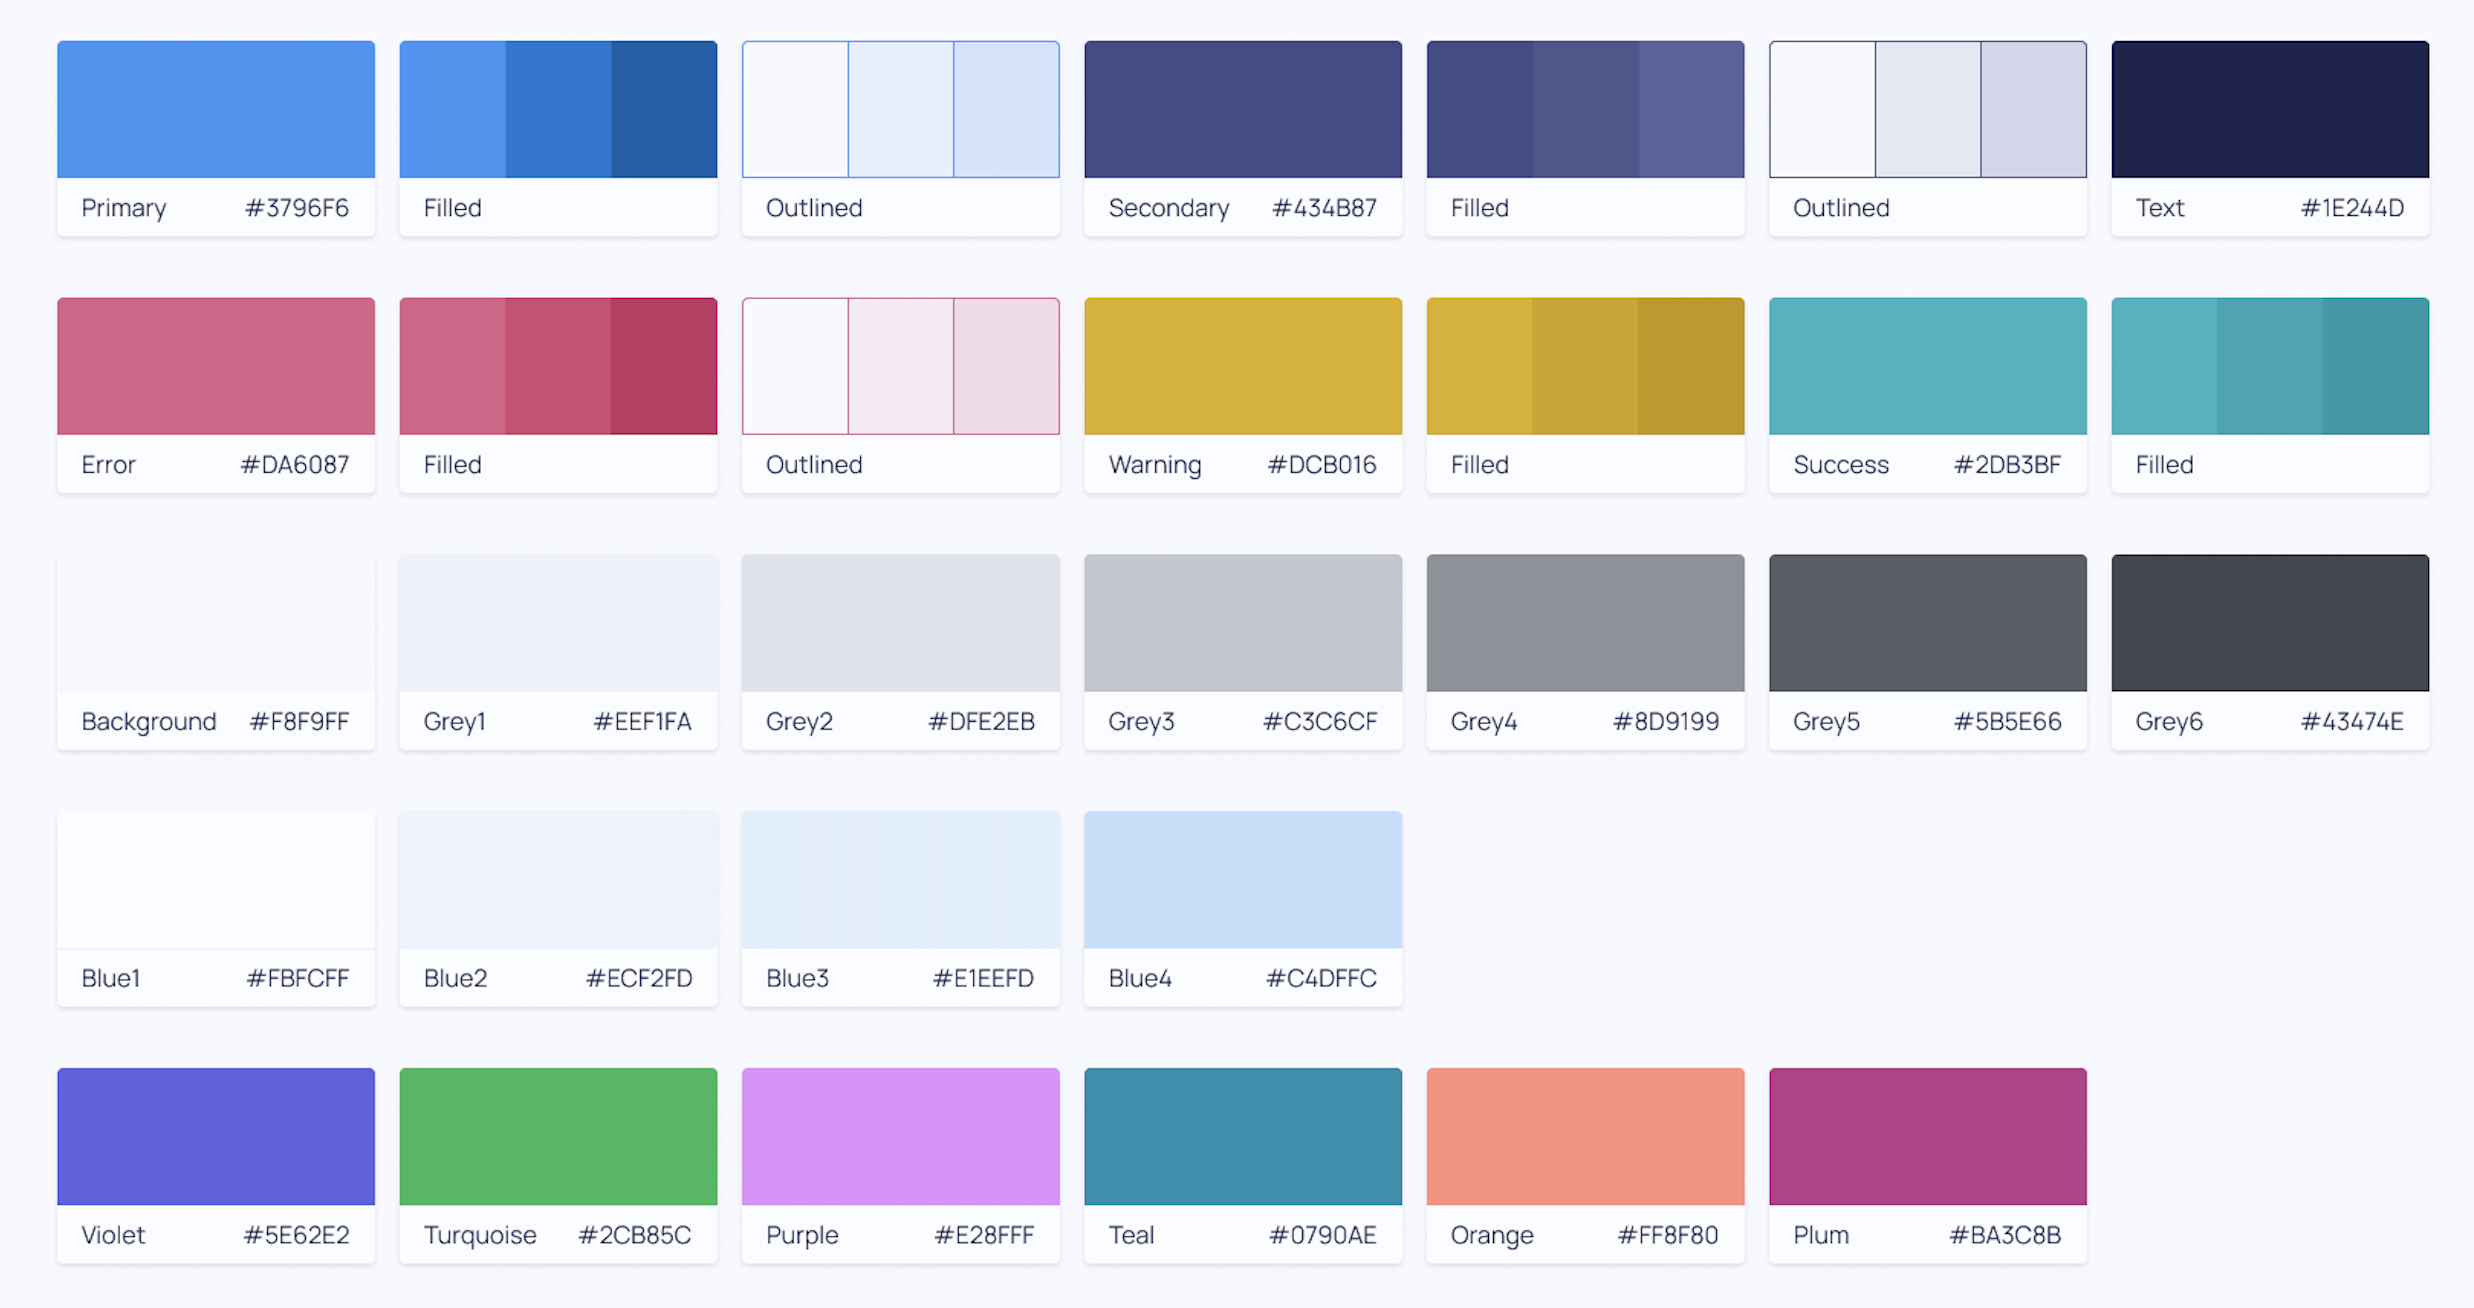 Primary #3796F6
Filled
Outlined
Secondary #434B87
Filled
Outlined
Text #1E244D
Error #DA6087
Filled
Outlined
Warning #DCB016
Filled
Success #2DB3BF
Filled
Background #F8F9FF
Grey1 #EEF1FA
Grey2 #DFE2EB
Grey3 #C3C6CF
Grey4 #8D9199
Grey5 #5B5E66
Grey6 #43474E
Blue1 #FBFCFF
Blue2 #ECF2FD
Blue3 #E1EEFD
Blue4 #C4DFFC
Violet #5E62E2
Turquoise #2CB85C
Purple #E28FFF
Teal #0790AE
Orange #FF8F80
Plum #BA3C8B